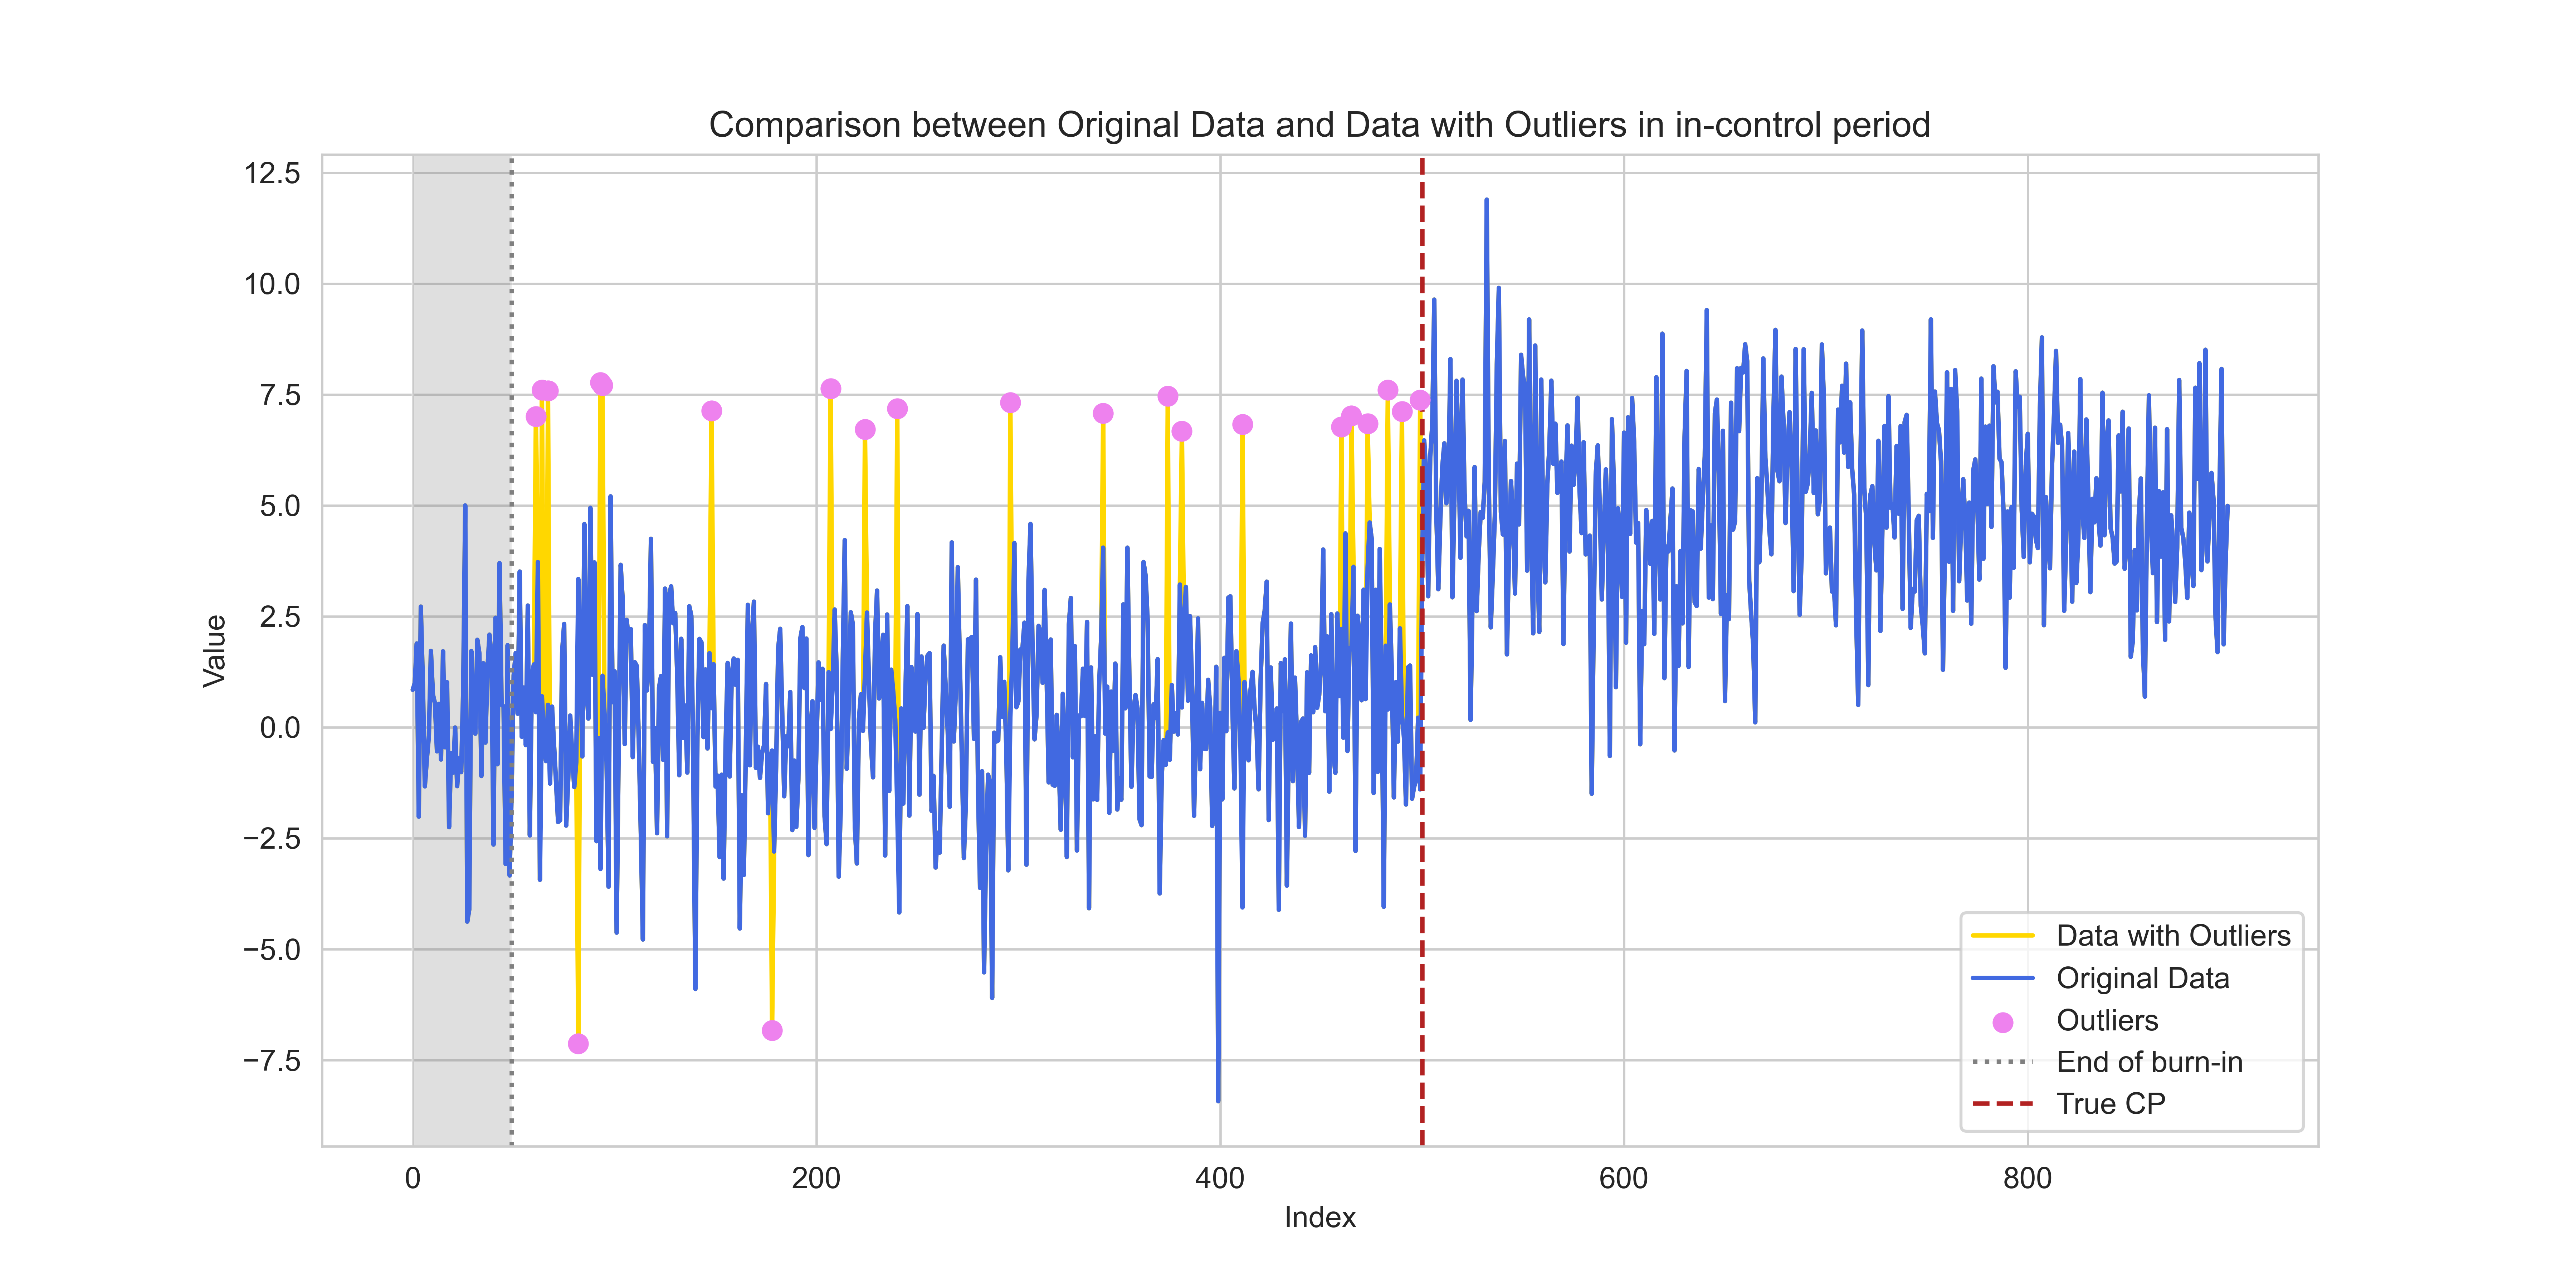 Comparison between Original Data and Data with Outliers in in-control period
Value
12.5
10.0
7.5
5.0
2.5
0.0
−2.5
−5.0
−7.5
0
200
400
600
800
Index
Data with Outliers
Original Data
Outliers
End of burn-in
True CP